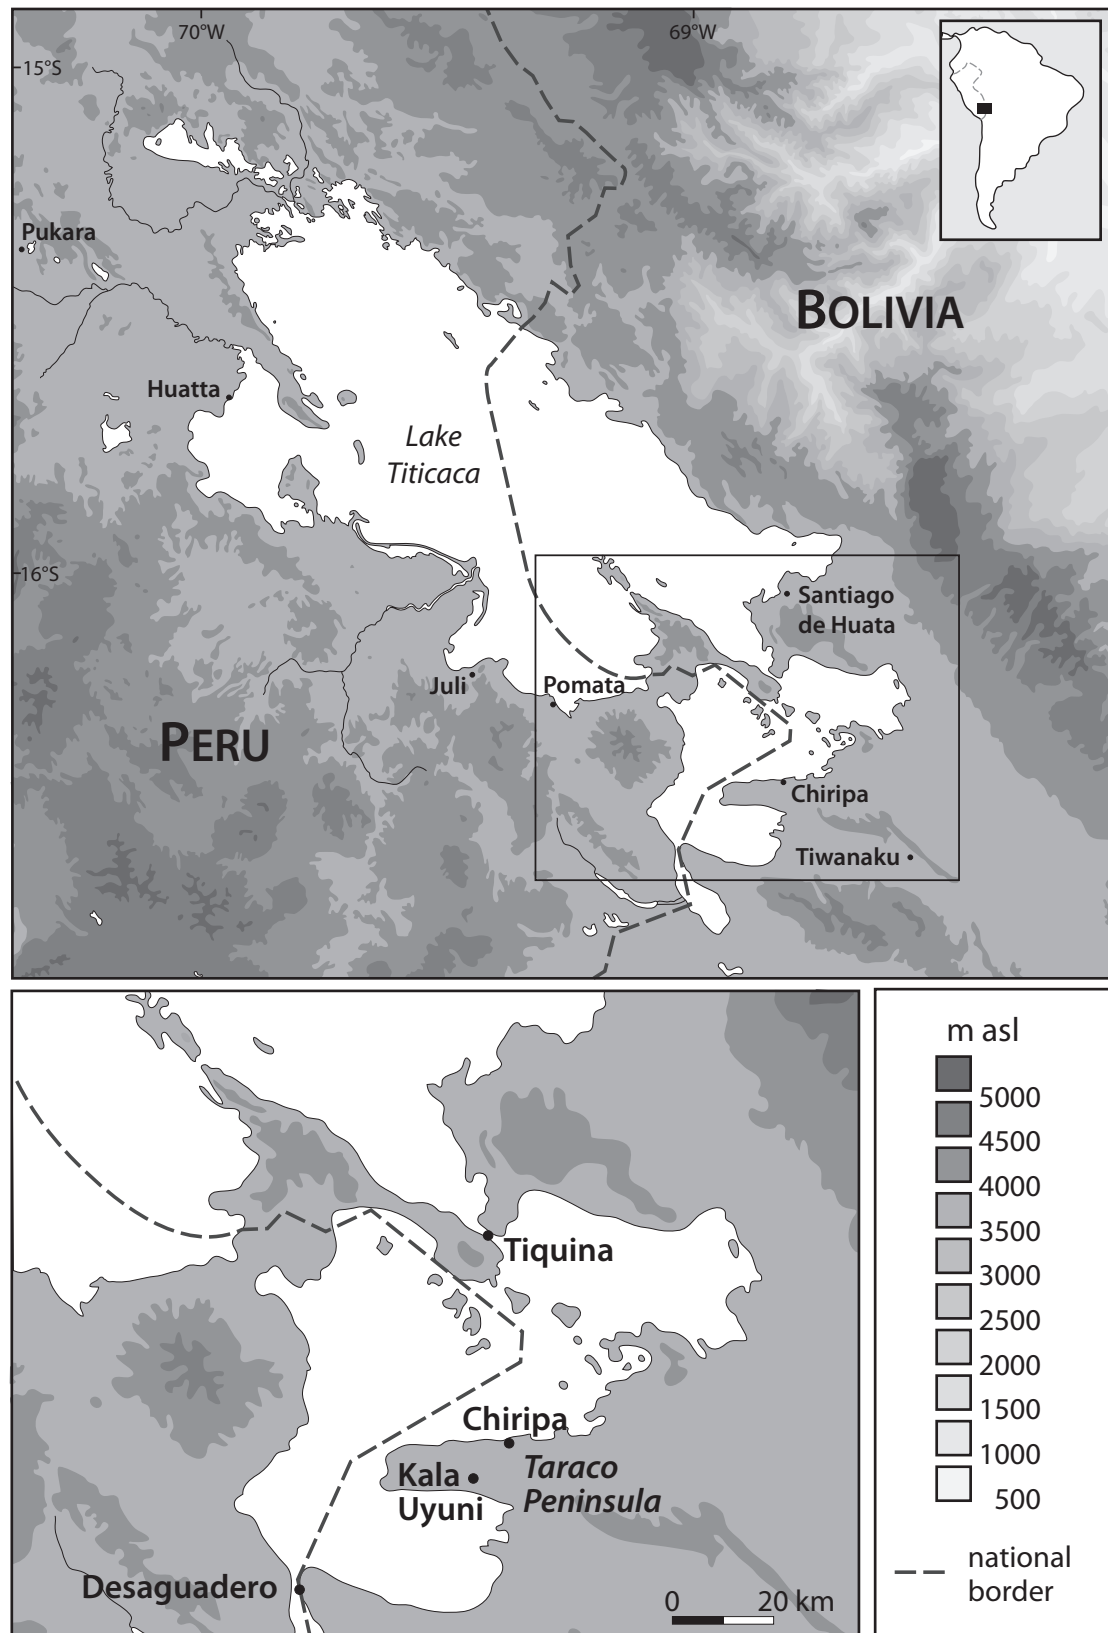 70°W
69°W
15°S
Pukara
BOLIVIA
Huatta
Lake
Titicaca
16°S
Santiago
de Huata
Juli
Pomata
PERU
Chiripa
Tiwanaku
m asl
5000
4500
4000
3500
3000
2500
2000
1500
1000
500
national
border
Tiquina
Chiripa
Taraco
Peninsula
Kala
Uyuni
Desaguadero
0
20 km